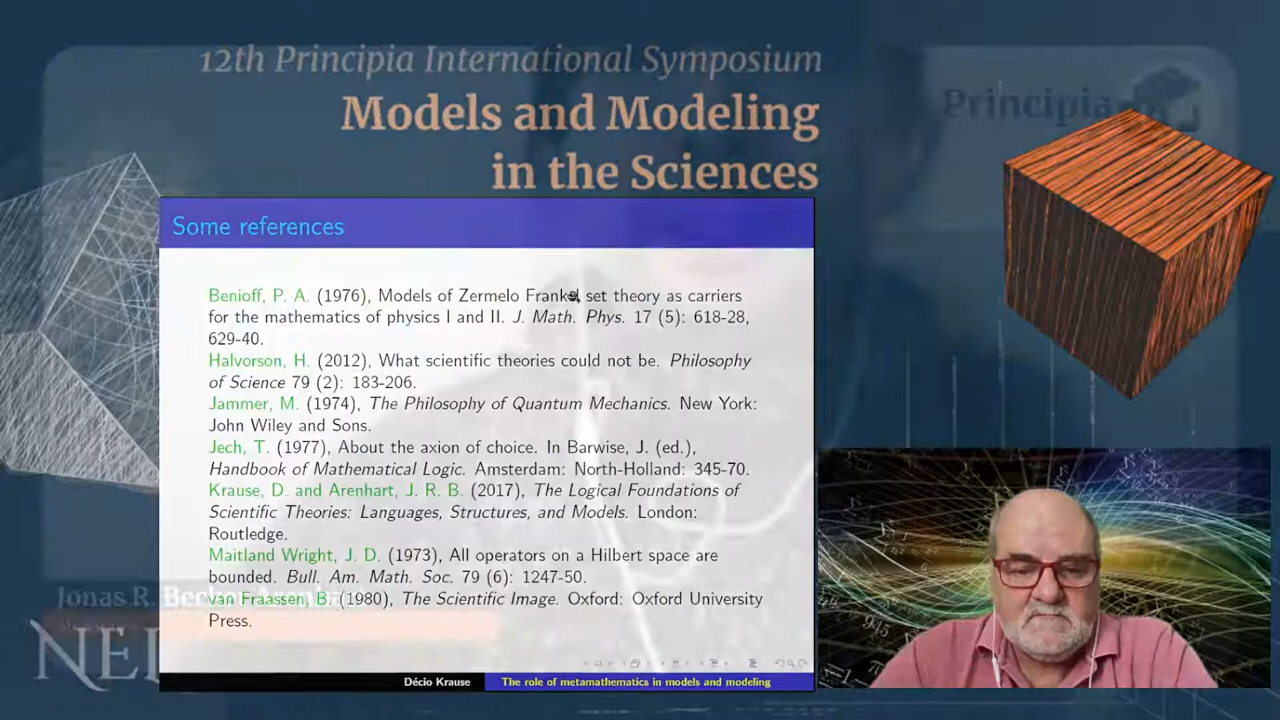 12th Principia International Symposium
Models and Modeling
in the Sciences
Principia
Some references
Benioff, P. A. (1976), Models of Zermelo Frankel set theory as carriers
for the mathematics of physics I and II. J. Math. Phys. 17 (5): 618-28,
629-40.
Halvorson, H. (2012), What scientific theories could not be. Philosophy
of Science 79 (2): 183-206.
Jammer, M. (1974), The Philosophy of Quantum Mechanics. New York:
John Wiley and Sons.
Jech, T. (1977), About the axion of choice. In Barwise, J. (ed.),
Handbook of Mathematical Logic. Amsterdam: North-Holland: 345-70.
Krause, D. and Arenhart, J. R. B. (2017), The Logical Foundations of
Scientific Theories: Languages, Structures, and Models. London:
Routledge.
Maitland Wright, J. D. (1973), All operators on a Hilbert space are
bounded. Bull. Am. Math. Soc. 79 (6): 1247-50.
van Fraassen, B. (1980), The Scientific Image. Oxford: Oxford University
Press.
Jonas R. Becker
NEL
Décio Krause
The role of metamathematics in models and modeling